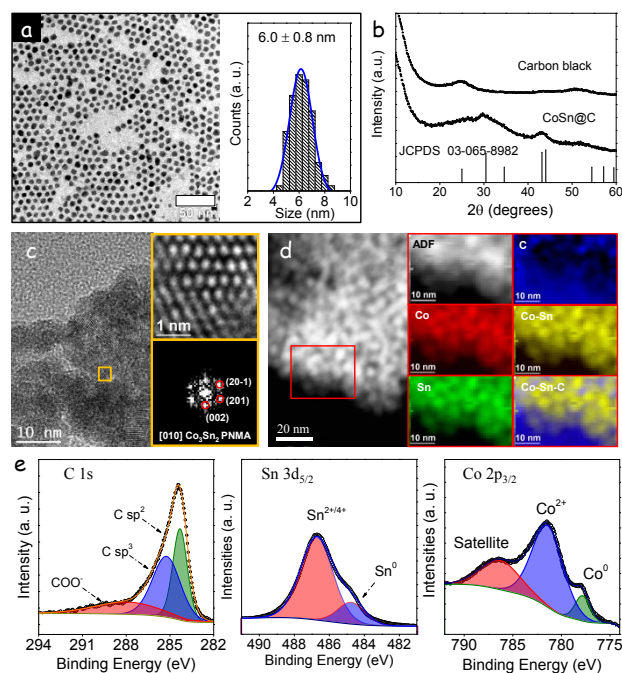 a
50 nm
6.0 ± 0.8 nm
Counts (a. u.)
0 2 4 6 8 10
Size (nm)
b
Intensity (a.u.)
Carbon black
CoSn@C
JCPDS 03-065-8982
10 20 30 40 50 60
2θ (degrees)
c
10 nm
1 nm
(20-1)
(201)
(002)
[010] Co3Sn2 PNMA
d
20 nm
ADF
10 nm
C
10 nm
Co
10 nm
Co-Sn
10 nm
Sn
10 nm
Co-Sn-C
10 nm
e
C 1s
C sp2
C sp3
COO-
Intensity (a. u.)
294 291 288 285 282
Binding Energy (eV)
Sn 3d5/2
Sn2+/4+
Sn0
Intensities (a. u.)
491 489 486 484 481
Binding Energy (eV)
Co 2p3/2
Co2+
Satellite
Co0
Intensities (a. u.)
790 785 780 775
Binding Energy (eV)